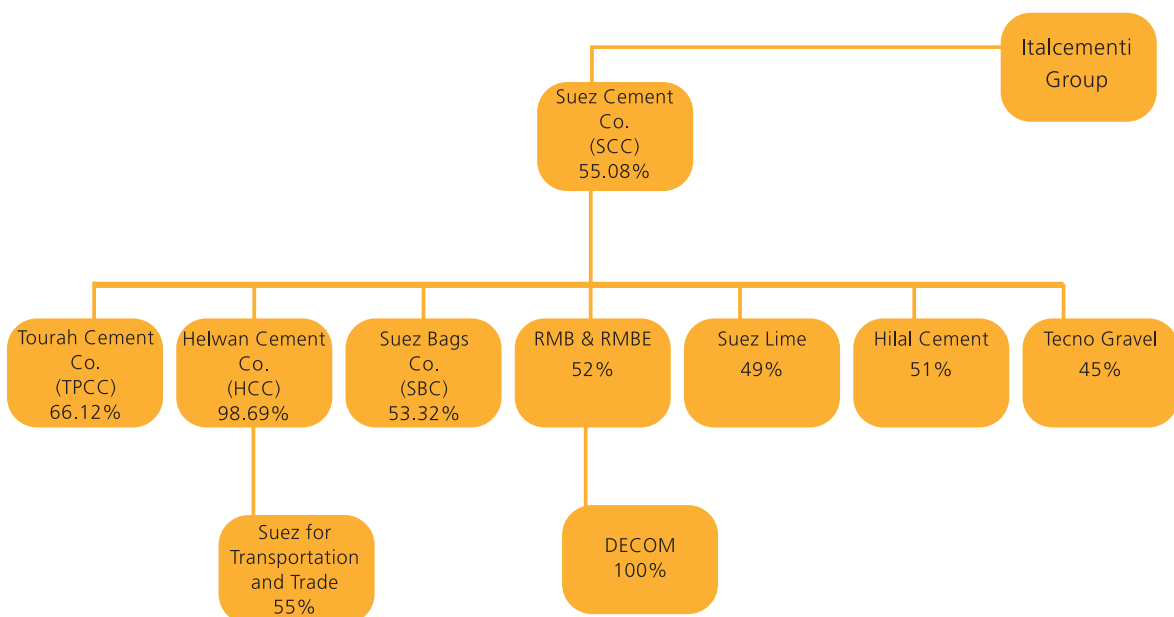 Italcementi
Group
Suez Cement
Co.
(SCC)
55.08%
Tourah Cement
Co.
(TPCC)
66.12%
Helwan Cement
Co.
(HCC)
98.69%
Suez Bags
Co.
(SBC)
53.32%
RMB & RMBE
52%
Suez Lime
49%
Hilal Cement
51%
Tecno Gravel
45%
Suez for
Transportation
and Trade
55%
DECOM
100%